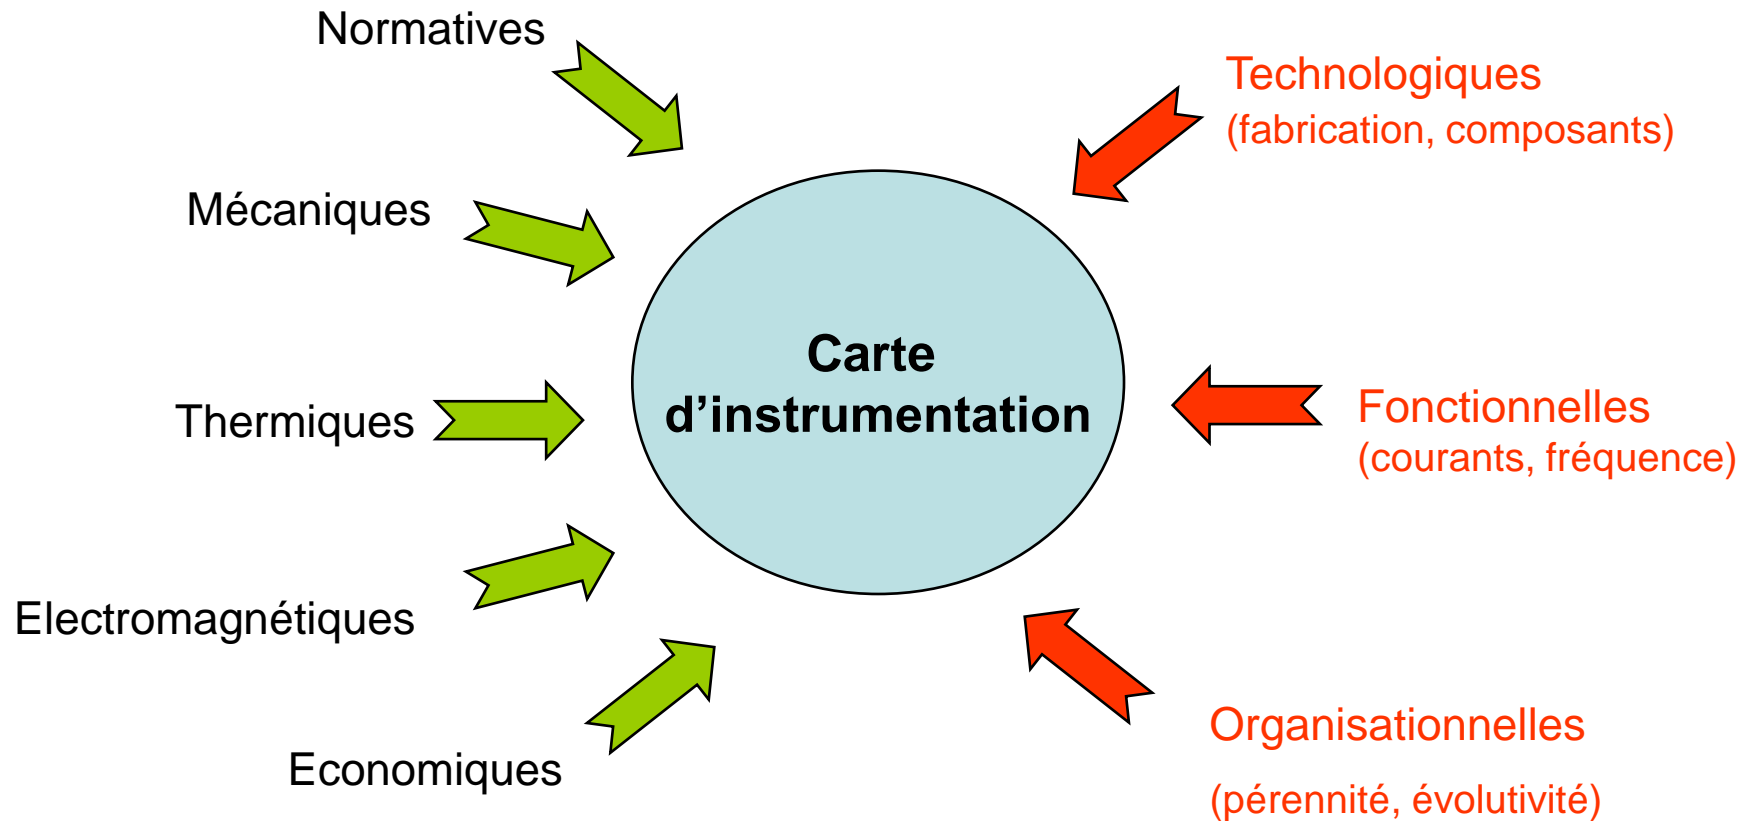 Normatives
Mécaniques
Thermiques
Electromagnétiques
Economiques
Carte
d’instrumentation
Technologiques
(fabrication, composants)
Fonctionnelles
(courants, fréquence)
Organisationnelles
(pérennité, évolutivité)